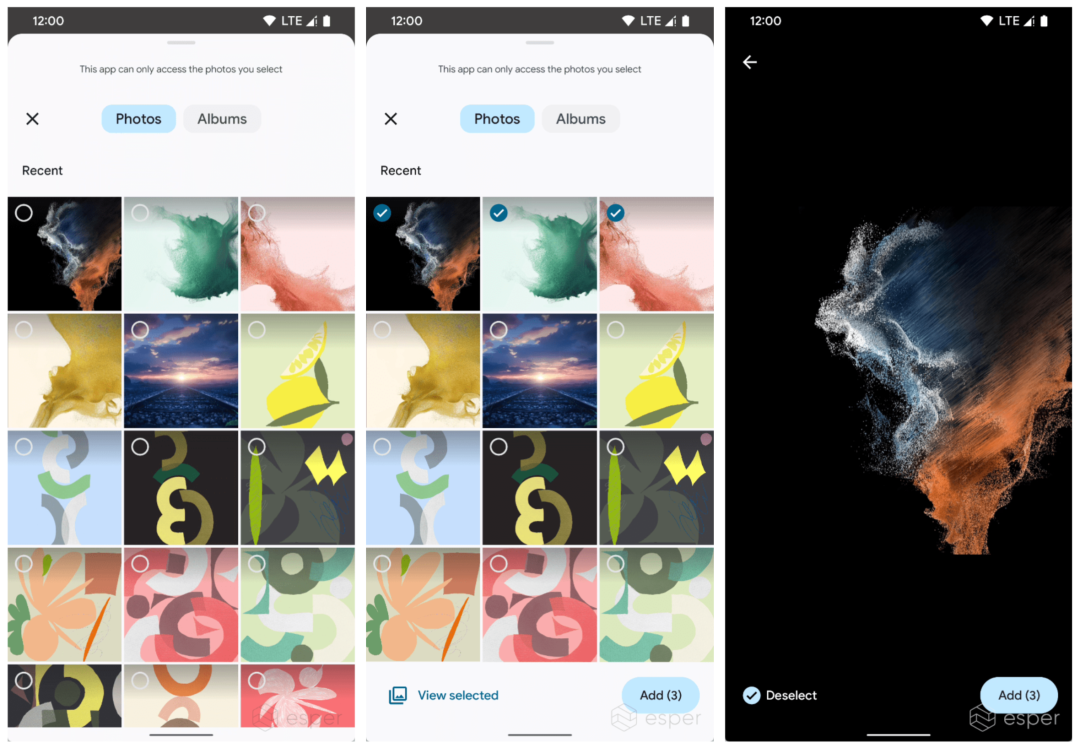 12:00 LTE
This app can only access the photos you select
Photos Albums
Recent
esper
12:00 LTE
This app can only access the photos you select
Photos Albums
Recent
View selected Add (3)
esper
12:00 LTE
Deselect Add (3)
esper